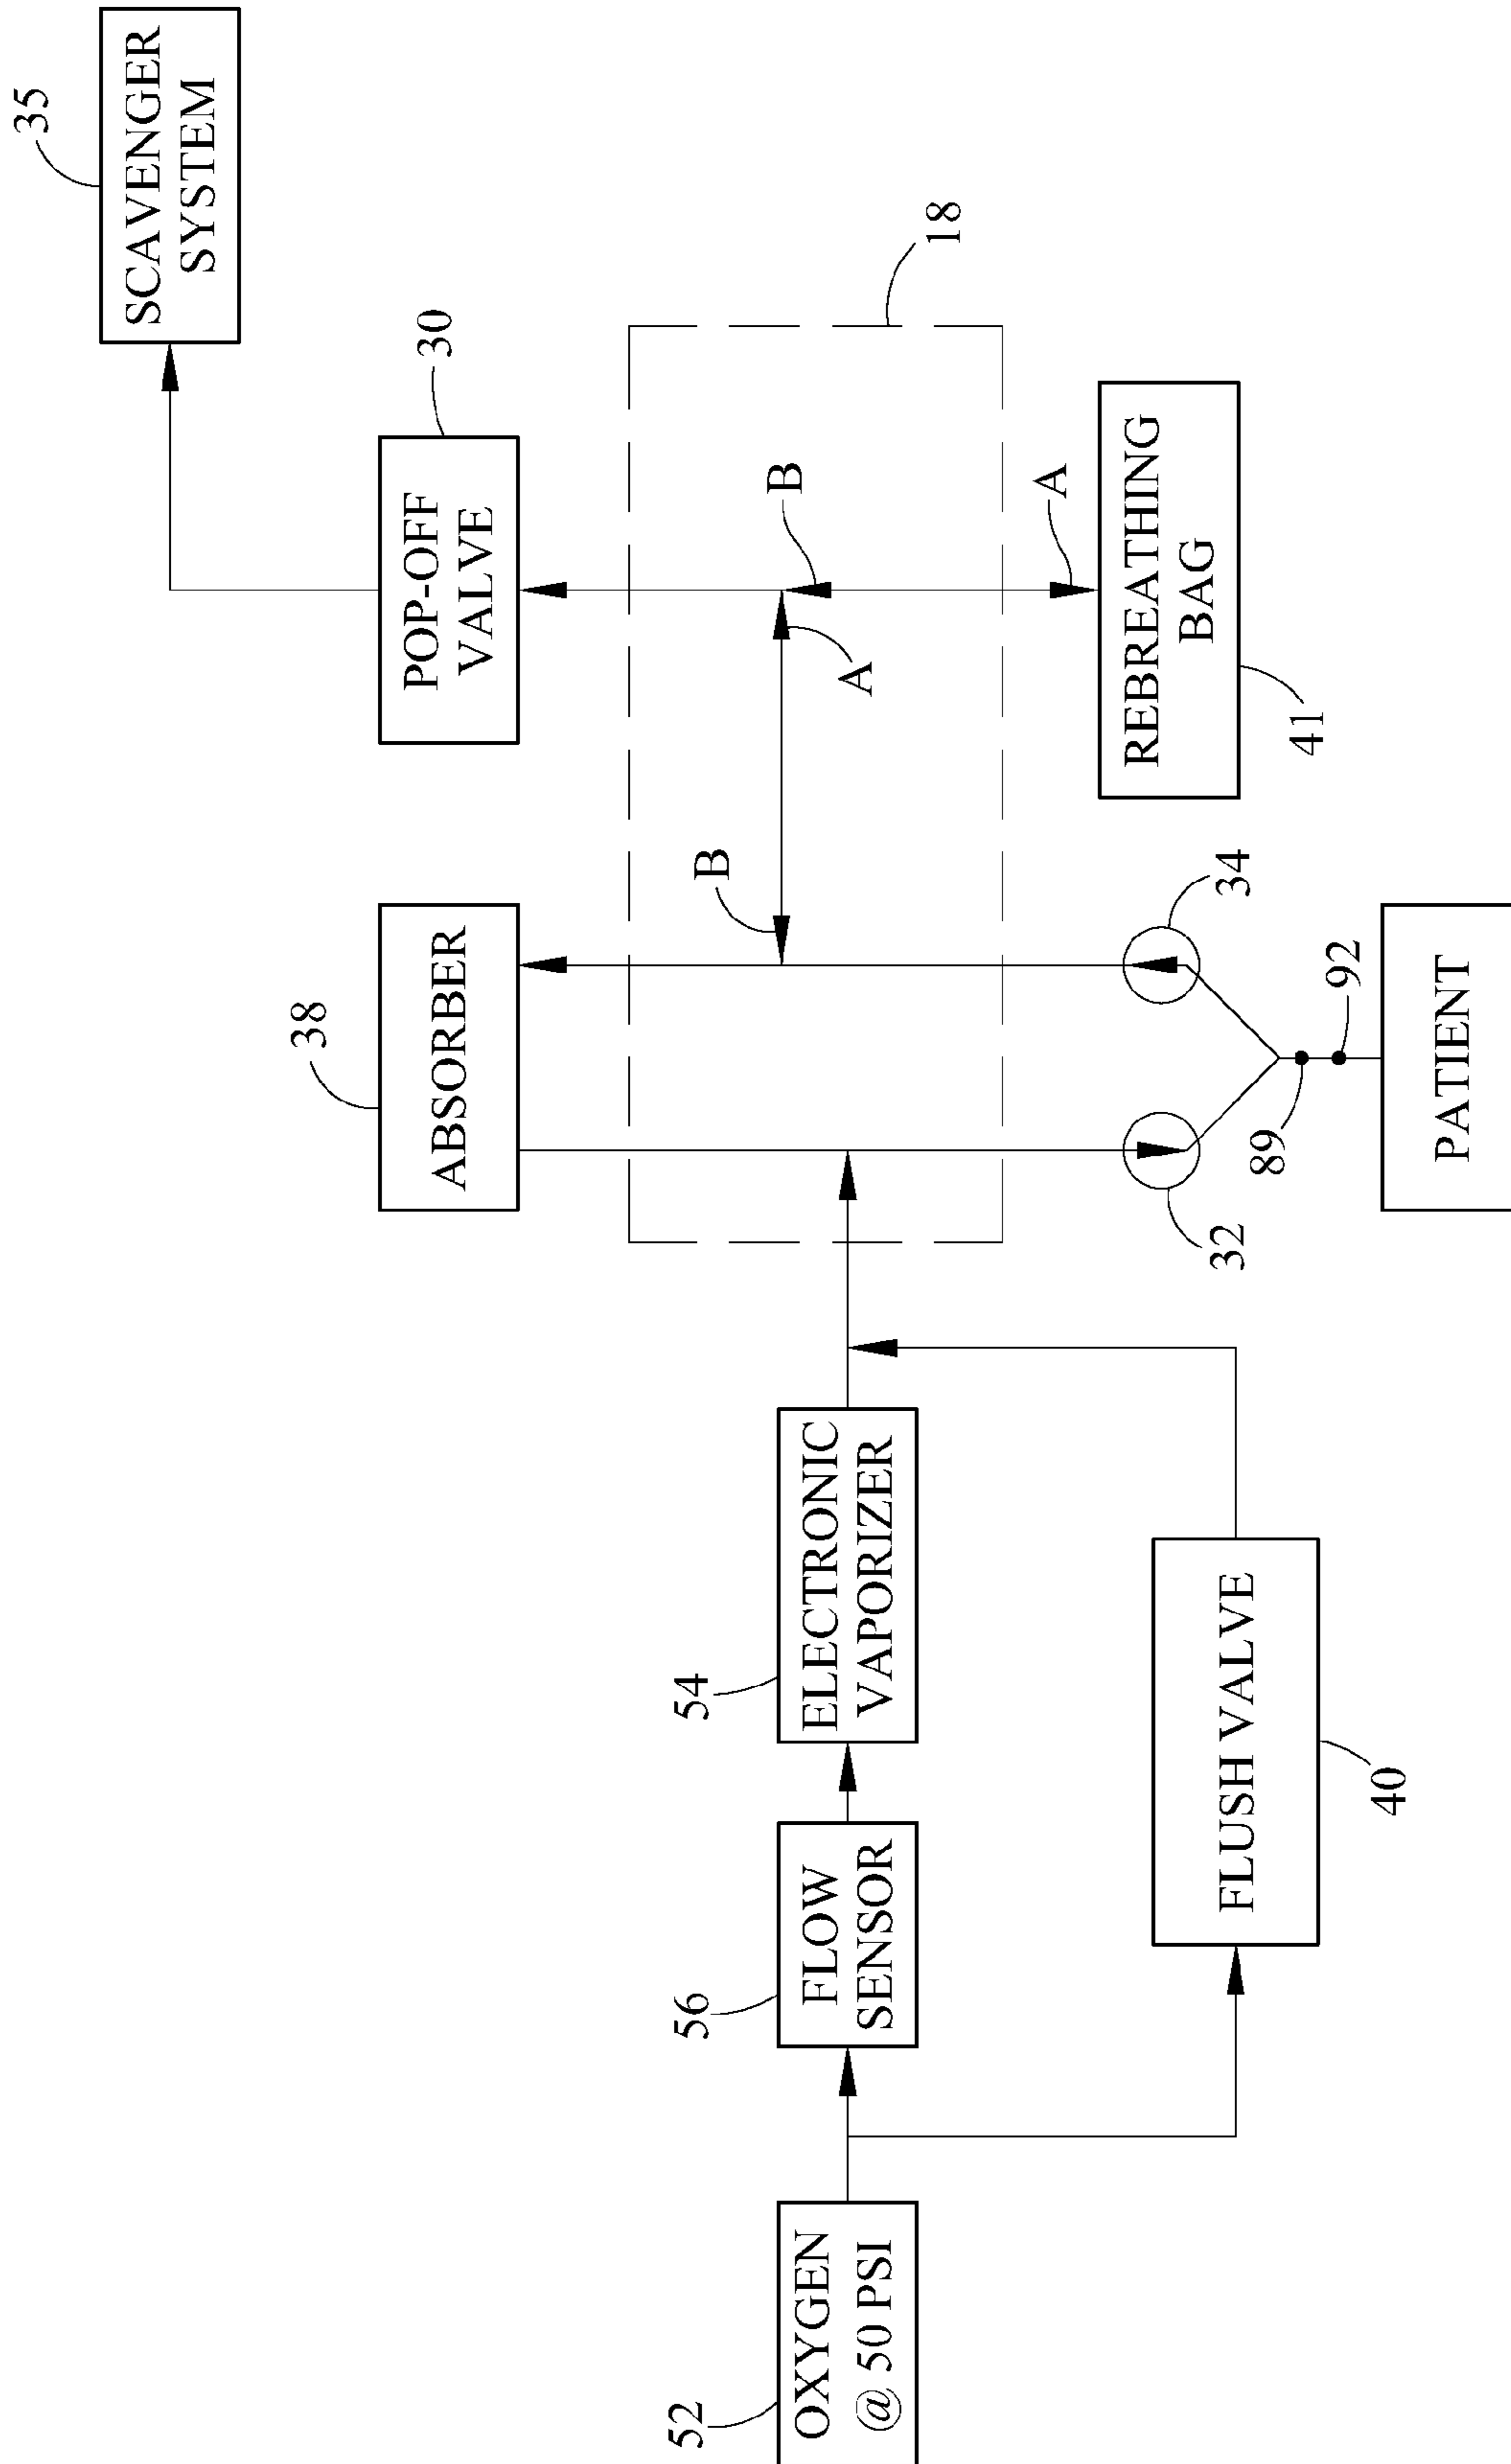 35
SCAVENGER
SYSTEM
30
POP-OFF
VALVE
38
ABSORBER
18
B
B
A
A
REBREATHING
BAG
41
34
32
89
92
PATIENT
54
ELECTRONIC
VAPORIZER
56
FLOW
SENSOR
FLUSH VALVE
40
52
OXYGEN
@ 50 PSI